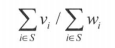 ∑_{i∈S} v_i / ∑_{i∈S} w_i